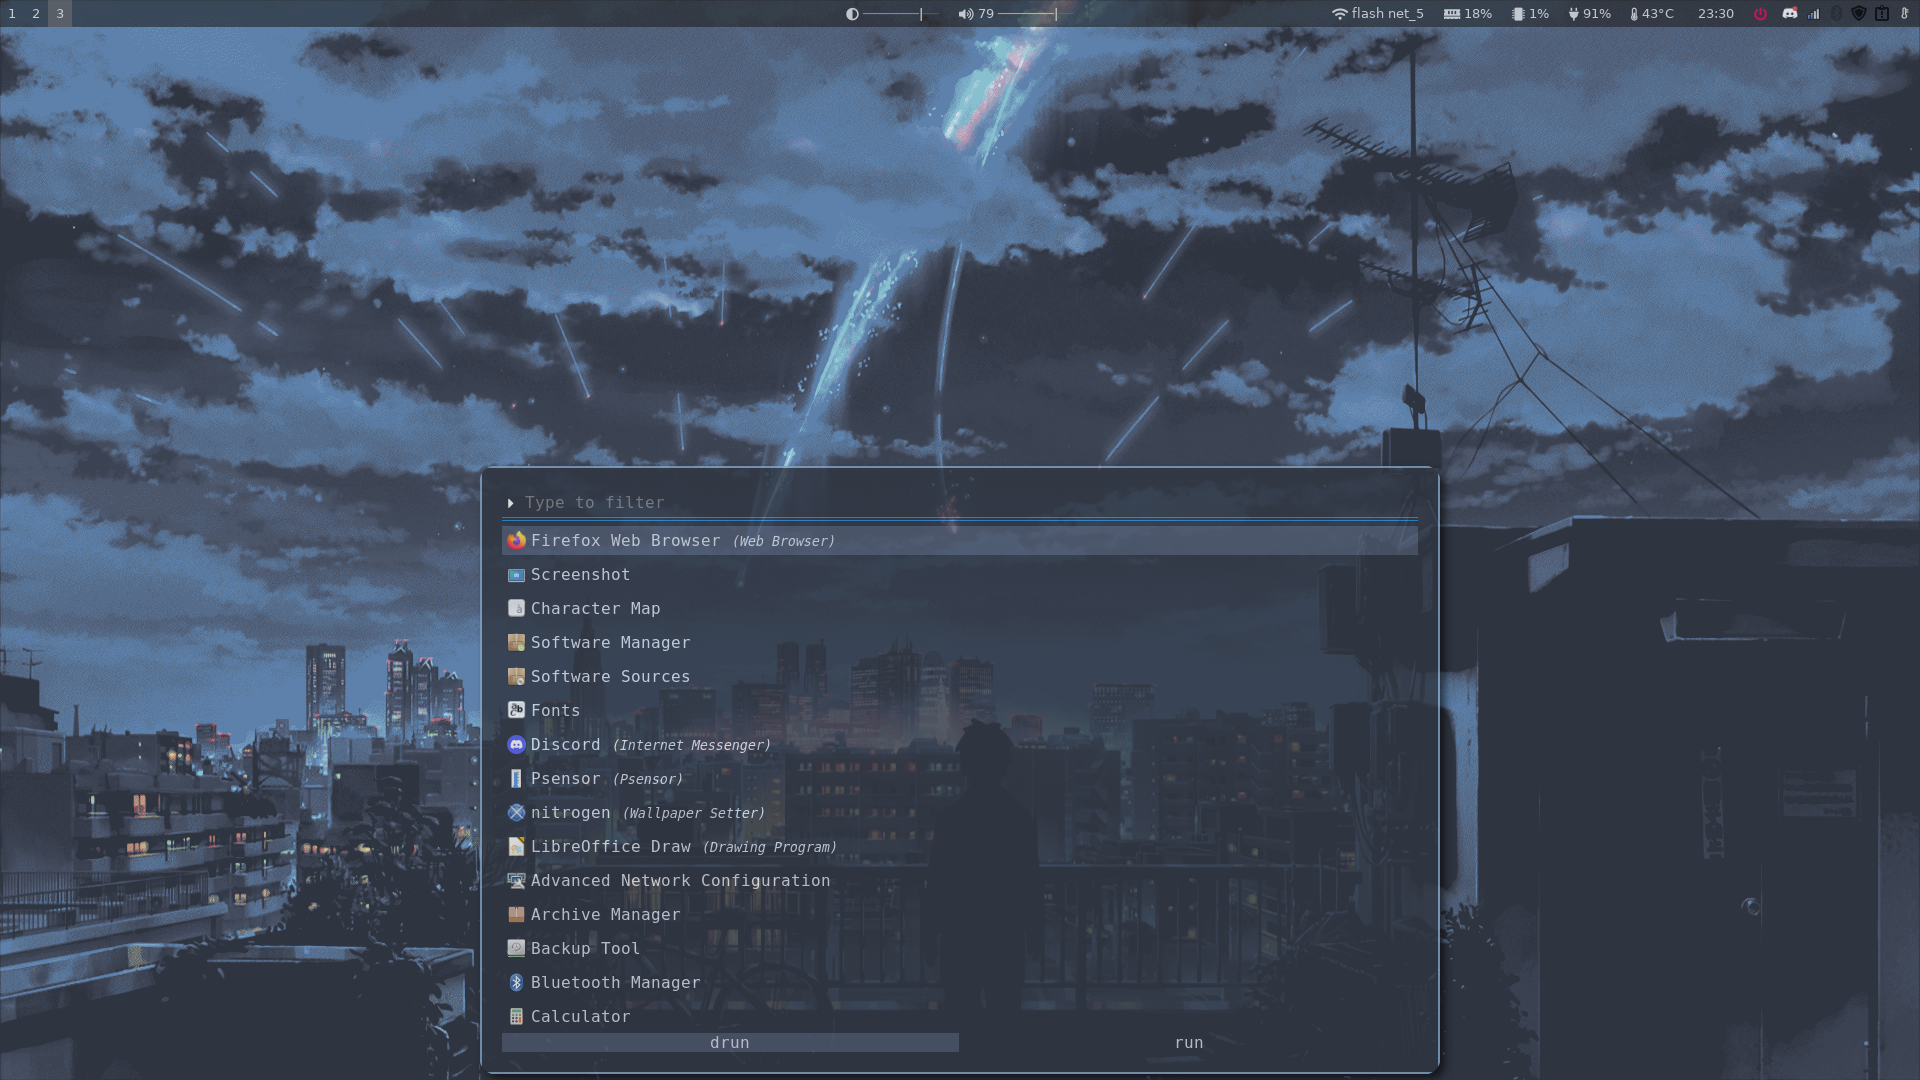 1 2 3 79 flash net_5 18% 1% 91% 43°C 23:30
Type to filter
Firefox Web Browser (Web Browser)
Screenshot
Character Map
Software Manager
Software Sources
Fonts
Discord (Internet Messenger)
Psensor (Psensor)
nitrogen (Wallpaper Setter)
LibreOffice Draw (Drawing Program)
Advanced Network Configuration
Archive Manager
Backup Tool
Bluetooth Manager
Calculator
drun run